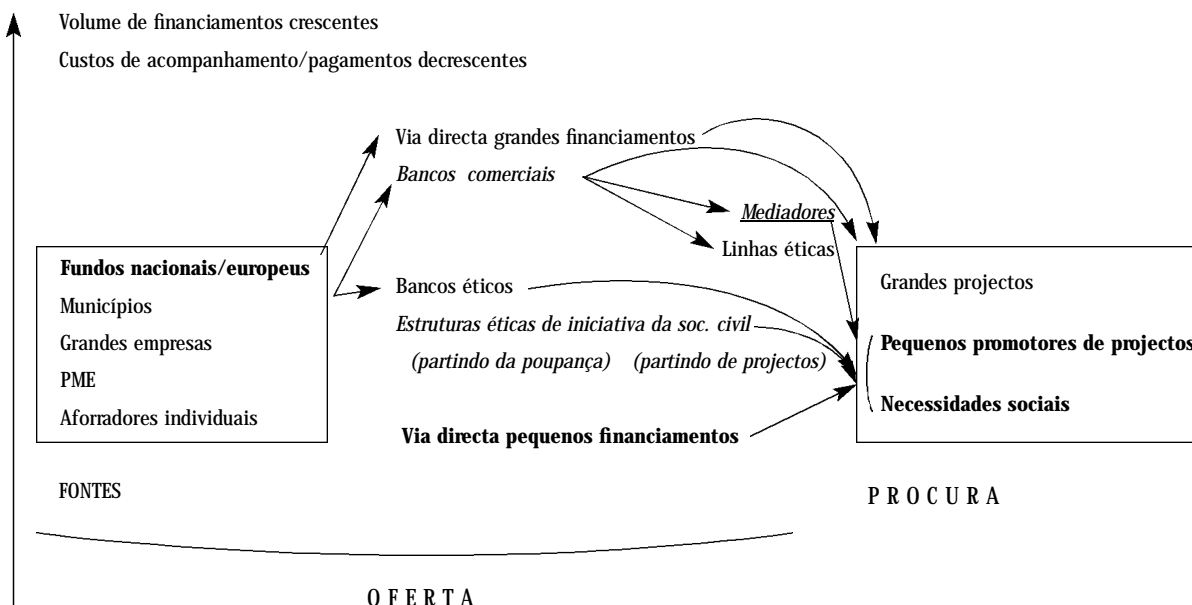 Volume de financiamentos crescentes
Custos de acompanhamento/pagamentos decrescentes
Via directa grandes financiamentos
Bancos comerciais
Mediadores
Linhas éticas
Fundos nacionais/europeus
Municípios
Grandes empresas
PME
Aforradores individuais
Bancos éticos
Estruturas éticas de iniciativa da soc. civil
(partindo da poupança) (partindo de projectos)
Via directa pequenos financiamentos
Grandes projectos
Pequenos promotores de projectos
Necessidades sociais
FONTES
PROCURA
OFERTA